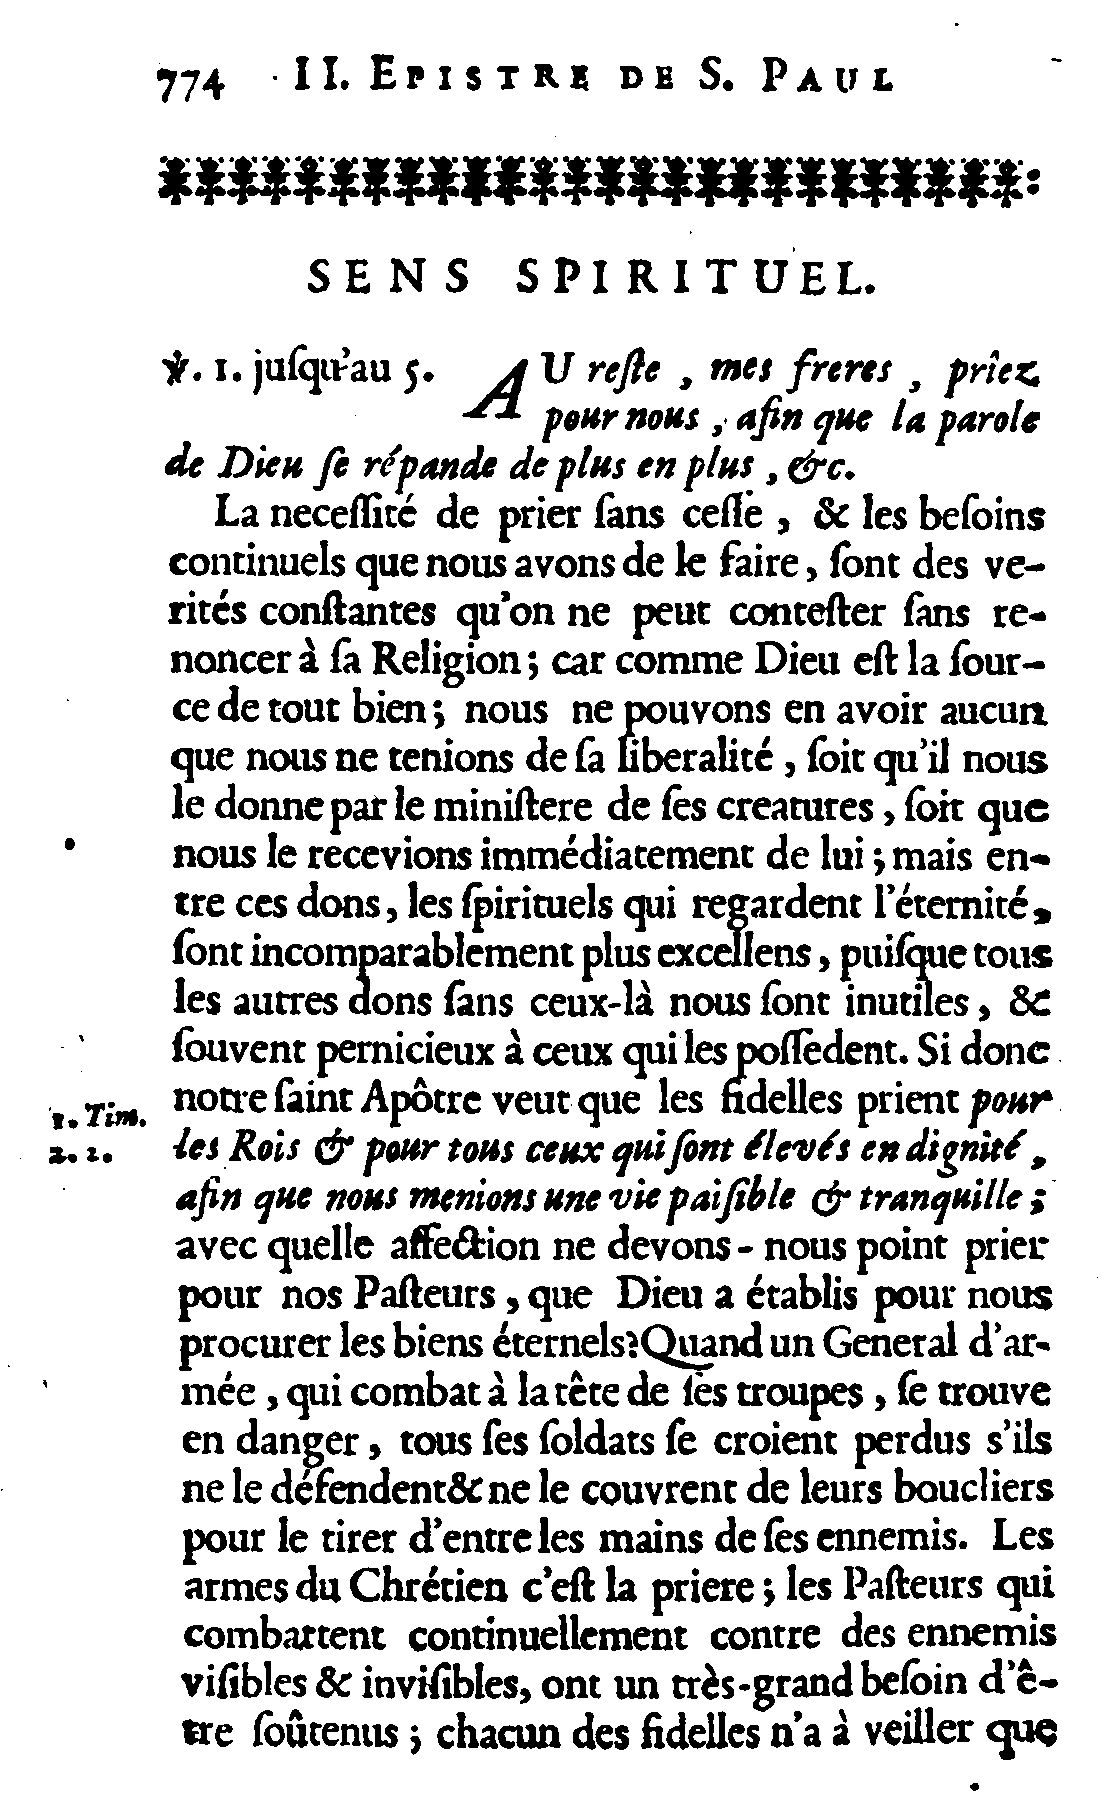 774 II. EPISTRE DE S. PAUL
SENS SPIRITUEL.
℣. 1. juſqu'au 5. AU reſte, mes freres, priez
pour nous, afin que la parole
de Dieu ſe répande de plus en plus, &c.
La neceſſité de prier ſans ceſſe, & les beſoins
continuels que nous avons de le faire, ſont des ve-
rités conſtantes qu'on ne peut conteſter ſans re-
noncer à ſa Religion; car comme Dieu eſt la ſour-
ce de tout bien; nous ne pouvons en avoir aucun
que nous ne tenions de ſa liberalité, ſoit qu'il nous
le donne par le miniſtere de ſes creatures, ſoit que
nous le recevions immédiatement de lui; mais en-
tre ces dons, les ſpirituels qui regardent l'éternité,
ſont incomparablement plus excellens, puiſque tous
les autres dons ſans ceux-là nous ſont inutiles, &
ſouvent pernicieux à ceux qui les poſſedent. Si donc
notre ſaint Apôtre veut que les fidelles prient pour
1. Tim.
2. 2.
les Rois & pour tous ceux qui ſont élevés en dignité,
afin que nous menions une vie paiſible & tranquille;
avec quelle affection ne devons-nous point prier
pour nos Paſteurs, que Dieu a établis pour nous
procurer les biens éternels? Quand un General d'ar-
mée, qui combat à la tête de ſes troupes, ſe trouve
en danger, tous ſes ſoldats ſe croient perdus s'ils
ne le défendent & ne le couvrent de leurs boucliers
pour le tirer d'entre les mains de ſes ennemis. Les
armes du Chrétien c'eſt la priere; les Paſteurs qui
combattent continuellement contre des ennemis
viſibles & inviſibles, ont un très-grand beſoin d'ê-
tre ſoûtenus; chacun des fidelles n'a à veiller que